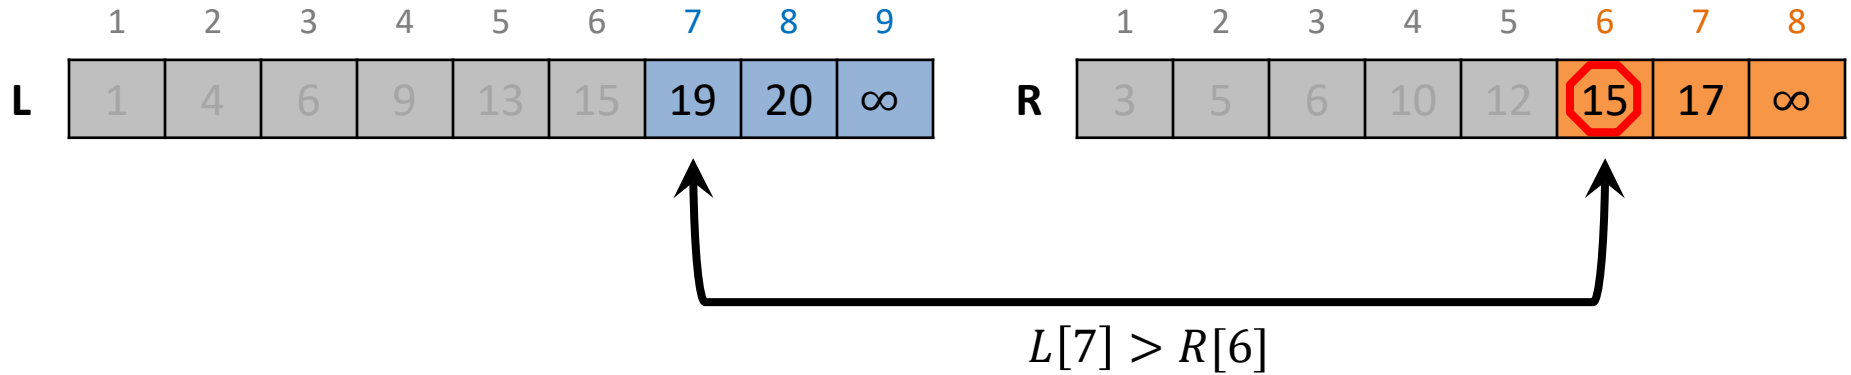 1 2 3 4 5 6 7 8 9
1 2 3 4 5 6 7 8
L 1 4 6 9 13 15 19 20 ∞
R 3 5 6 10 12 15 17 ∞
L[7] > R[6]